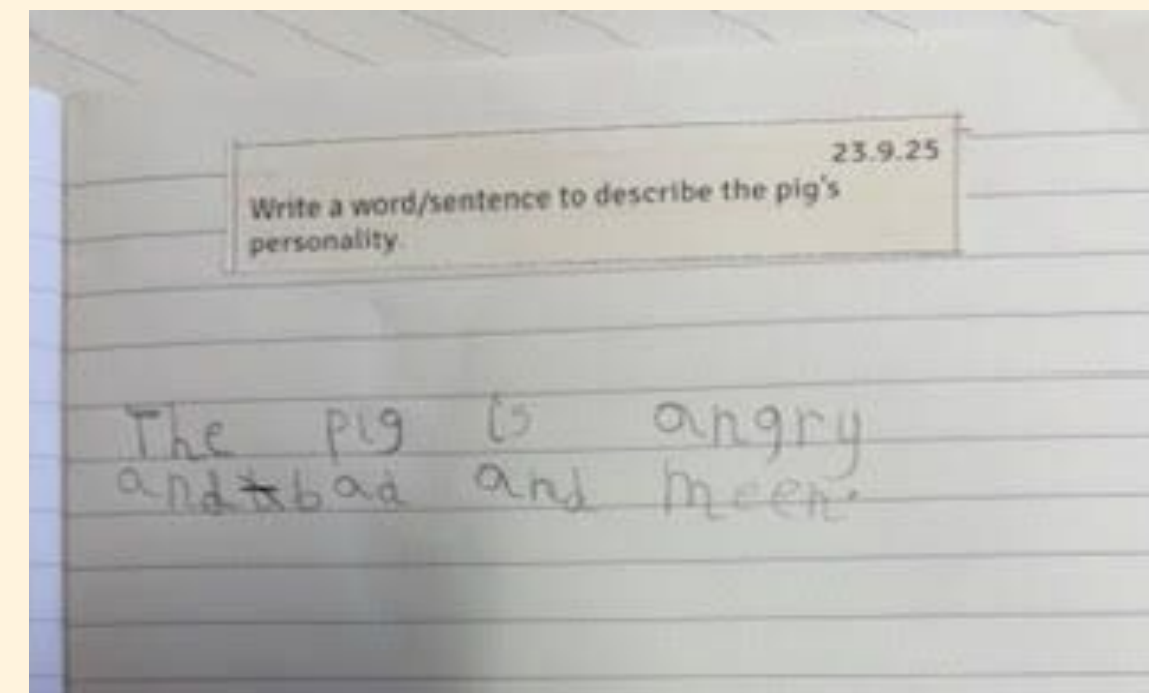 23.9.25
Write a word/sentence to describe the pig's
personality.
The pig is angry
and bad and meen.